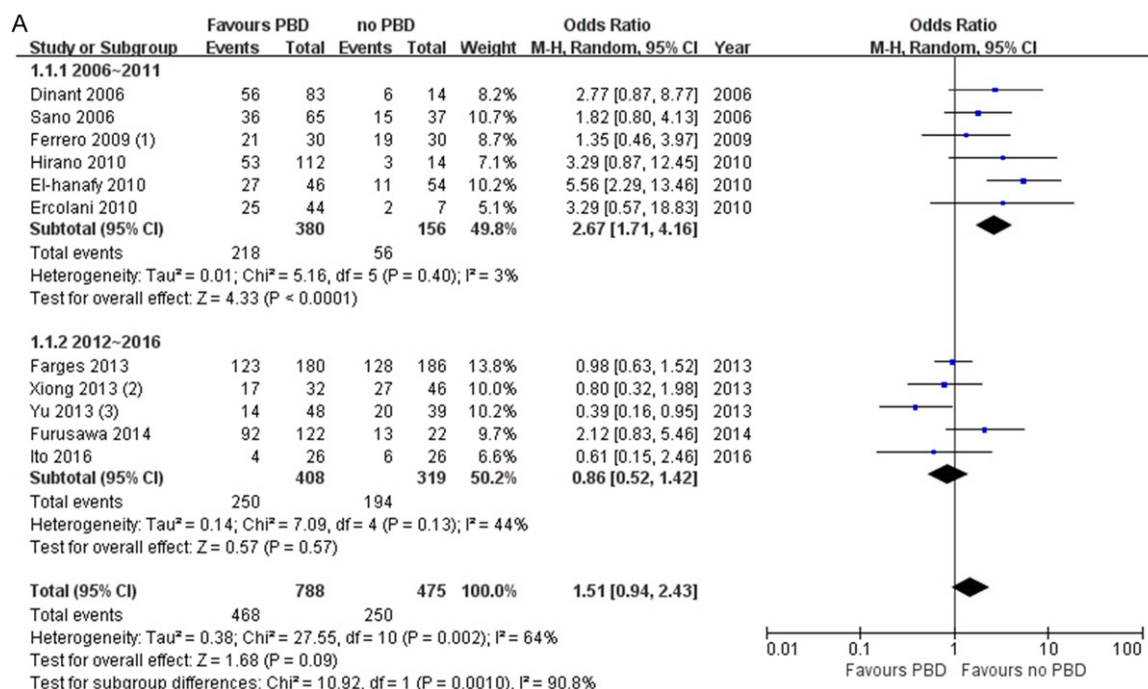 A
Favours PBD no PBD Odds Ratio Odds Ratio
Study or Subgroup Events Total Events Total Weight M-H, Random, 95% CI Year M-H, Random, 95% CI
1.1.1 2006~2011
Dinant 2006 56 83 6 14 8.2% 2.77 [0.87, 8.77] 2006
Sano 2006 36 65 15 37 10.7% 1.82 [0.80, 4.13] 2006
Ferrero 2009 (1) 21 30 19 30 8.7% 1.35 [0.46, 3.97] 2009
Hirano 2010 53 112 3 14 7.1% 3.29 [0.87, 12.45] 2010
El-hanafy 2010 27 46 11 54 10.2% 5.56 [2.29, 13.46] 2010
Ercolani 2010 25 44 2 7 5.1% 3.29 [0.57, 18.83] 2010
Subtotal (95% CI) 380 156 49.8% 2.67 [1.71, 4.16]
Total events 218 56
Heterogeneity: Tau² = 0.01; Chi² = 5.16, df = 5 (P = 0.40); I² = 3%
Test for overall effect: Z = 4.33 (P < 0.0001)
1.1.2 2012~2016
Farges 2013 123 180 128 186 13.8% 0.98 [0.63, 1.52] 2013
Xiong 2013 (2) 17 32 27 46 10.0% 0.80 [0.32, 1.98] 2013
Yu 2013 (3) 14 48 20 39 10.2% 0.39 [0.16, 0.95] 2013
Furusawa 2014 92 122 13 22 9.7% 2.12 [0.83, 5.46] 2014
Ito 2016 4 26 6 26 6.6% 0.61 [0.15, 2.46] 2016
Subtotal (95% CI) 408 319 50.2% 0.86 [0.52, 1.42]
Total events 250 194
Heterogeneity: Tau² = 0.14; Chi² = 7.09, df = 4 (P = 0.13); I² = 44%
Test for overall effect: Z = 0.57 (P = 0.57)
Total (95% CI) 788 475 100.0% 1.51 [0.94, 2.43]
Total events 468 250
Heterogeneity: Tau² = 0.38; Chi² = 27.55, df = 10 (P = 0.002); I² = 64%
Test for overall effect: Z = 1.68 (P = 0.09)
Test for subgroup differences: Chi² = 10.92, df = 1 (P = 0.0010), I² = 90.8%
0.01 0.1 1 10 100
Favours PBD Favours no PBD